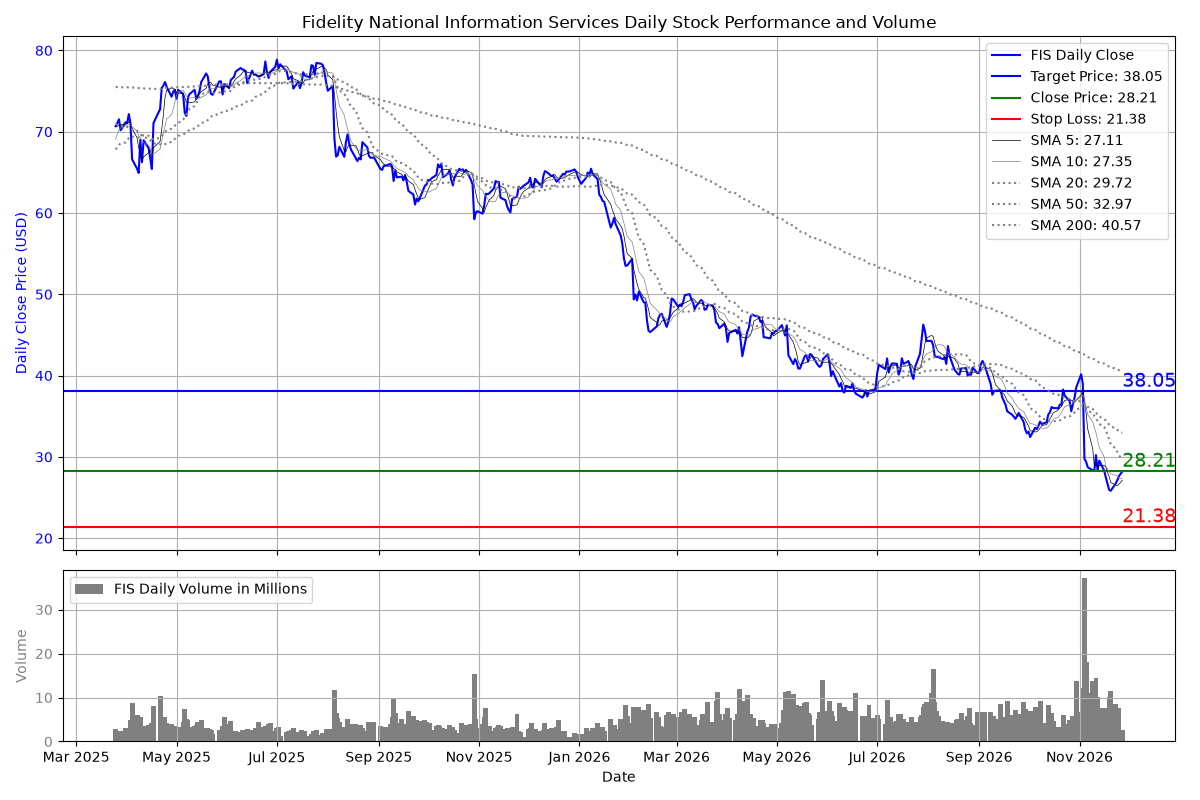 Fidelity National Information Services Daily Stock Performance and Volume
Daily Close Price (USD)
80
70
60
50
40
30
20
FIS Daily Close
Target Price: 38.05
Close Price: 28.21
Stop Loss: 21.38
SMA 5: 27.11
SMA 10: 27.35
SMA 20: 29.72
SMA 50: 32.97
SMA 200: 40.57
38.05
28.21
21.38
FIS Daily Volume in Millions
Volume
30
20
10
0
Mar 2025 May 2025 Jul 2025 Sep 2025 Nov 2025 Jan 2026 Mar 2026 May 2026 Jul 2026 Sep 2026 Nov 2026
Date